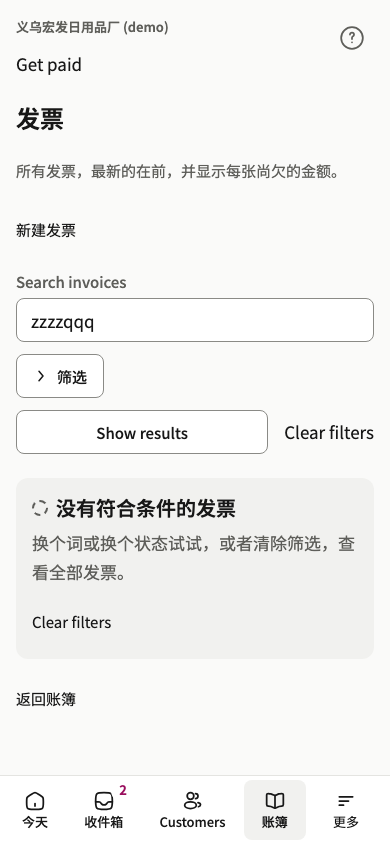 义乌宏发日用品厂 (demo)
Get paid
发票
所有发票，最新的在前，并显示每张尚欠的金额。
新建发票
Search invoices
zzzzqqq
筛选
Show results
Clear filters
没有符合条件的发票
换个词或换个状态试试，或者清除筛选，查
看全部发票。
Clear filters
返回账簿
今天
收件箱
2
Customers
账簿
更多